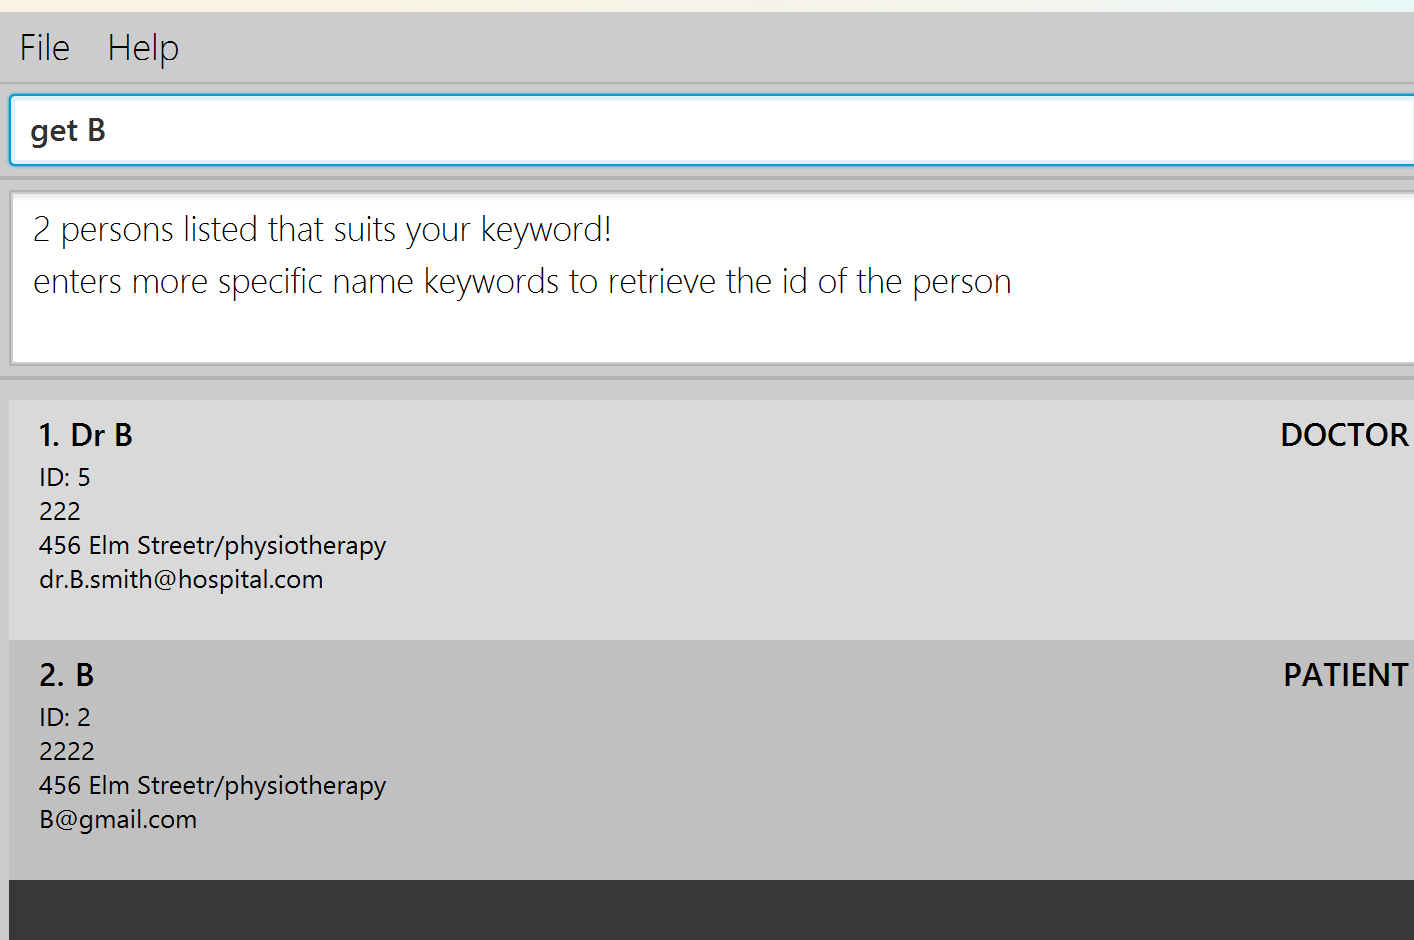 File Help
get B
2 persons listed that suits your keyword!
enters more specific name keywords to retrieve the id of the person
1. Dr B DOCTOR
ID: 5
222
456 Elm Streetr/physiotherapy
dr.B.smith@hospital.com
2. B PATIENT
ID: 2
2222
456 Elm Streetr/physiotherapy
B@gmail.com